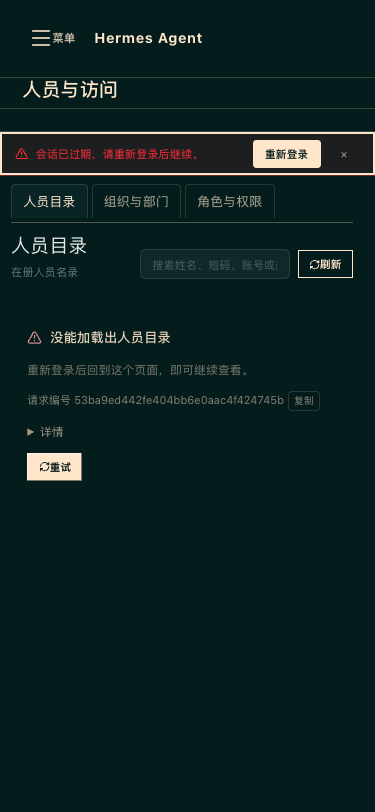 菜单 Hermes Agent
人员与访问
会话已过期，请重新登录后继续。 重新登录 ×
人员目录 组织与部门 角色与权限
人员目录
在册人员名录
搜索姓名、短码、账号或 刷新
没能加载出人员目录
重新登录后回到这个页面，即可继续查看。
请求编号 53ba9ed442fe404bb6e0aac4f424745b 复制
▶ 详情
重试